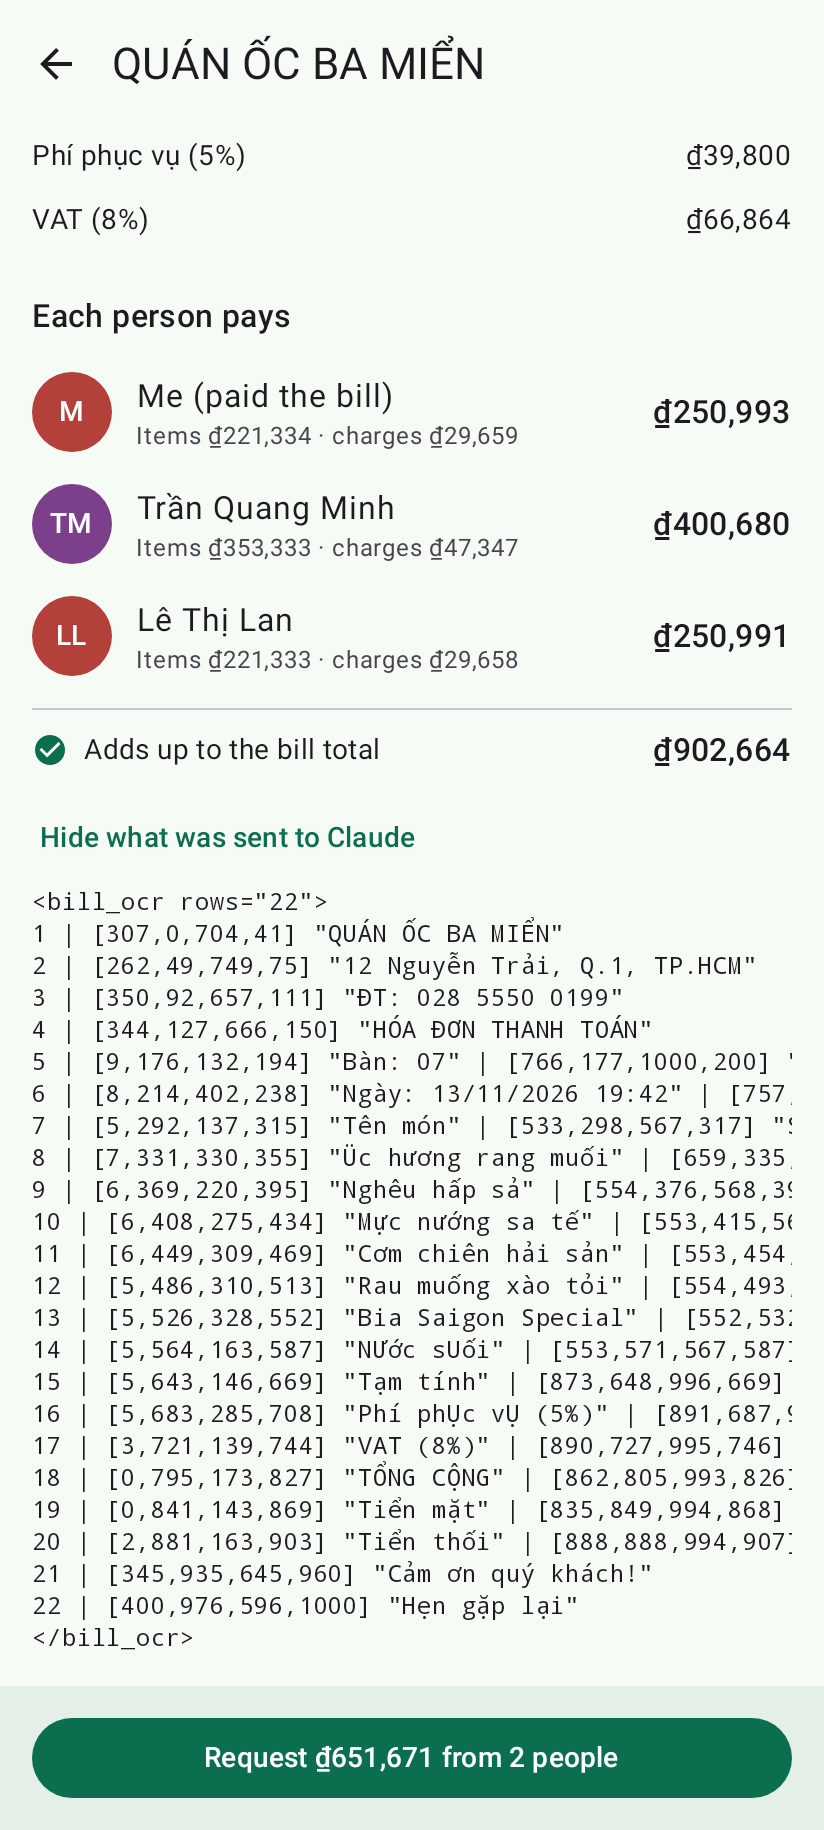 QUÁN ỐC BA MIỂN
Phí phục vụ (5%) ₫39,800
VAT (8%) ₫66,864
Each person pays
M Me (paid the bill) ₫250,993
Items ₫221,334 · charges ₫29,659
TM Trần Quang Minh ₫400,680
Items ₫353,333 · charges ₫47,347
LL Lê Thị Lan ₫250,991
Items ₫221,333 · charges ₫29,658
Adds up to the bill total ₫902,664
Hide what was sent to Claude
<bill_ocr rows="22">
1 | [307,0,704,41] "QUÁN ỐC BA MIỂN"
2 | [262,49,749,75] "12 Nguyễn Trải, Q.1, TP.HCM"
3 | [350,92,657,111] "ĐT: 028 5550 0199"
4 | [344,127,666,150] "HÓA ĐƠN THANH TOÁN"
5 | [9,176,132,194] "Bàn: 07" | [766,177,1000,200] "
6 | [8,214,402,238] "Ngày: 13/11/2026 19:42" | [757,
7 | [5,292,137,315] "Tên món" | [533,298,567,317] "S
8 | [7,331,330,355] "Üc hương rang muối" | [659,335,
9 | [6,369,220,395] "Nghêu hấp sả" | [554,376,568,39
10 | [6,408,275,434] "Mực nướng sa tế" | [553,415,56
11 | [6,449,309,469] "Cơm chiên hải sản" | [553,454,
12 | [5,486,310,513] "Rau muống xào tỏi" | [554,493,
13 | [5,526,328,552] "Bia Saigon Special" | [552,532
14 | [5,564,163,587] "NƯớc sUối" | [553,571,567,587]
15 | [5,643,146,669] "Tạm tính" | [873,648,996,669]
16 | [5,683,285,708] "Phí phỤc vỤ (5%)" | [891,687,9
17 | [3,721,139,744] "VAT (8%)" | [890,727,995,746]
18 | [0,795,173,827] "TỔNG CỘNG" | [862,805,993,826]
19 | [0,841,143,869] "Tiển mặt" | [835,849,994,868]
20 | [2,881,163,903] "Tiển thối" | [888,888,994,907]
21 | [345,935,645,960] "Cảm ơn quý khách!"
22 | [400,976,596,1000] "Hẹn gặp lại"
</bill_ocr>
Request ₫651,671 from 2 people